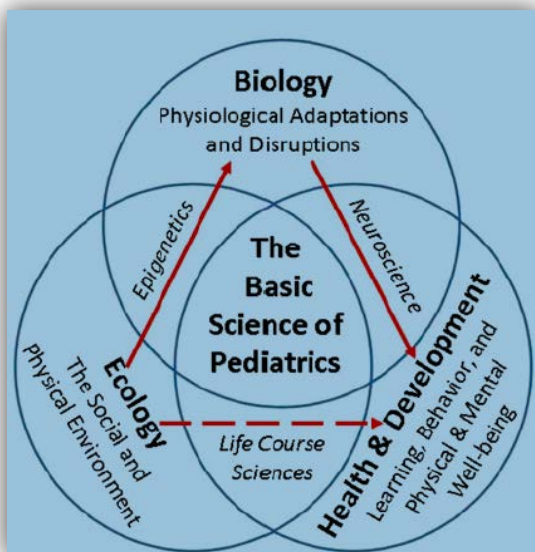 Biology
Physiological Adaptations
and Disruptions
Epigenetics
Neuroscience
The
Basic
Science of
Pediatrics
Ecology
The Social and
Physical Environment
Life Course
Sciences
Health & Development
Learning, Behavior, and
Physical & Mental
Well-being